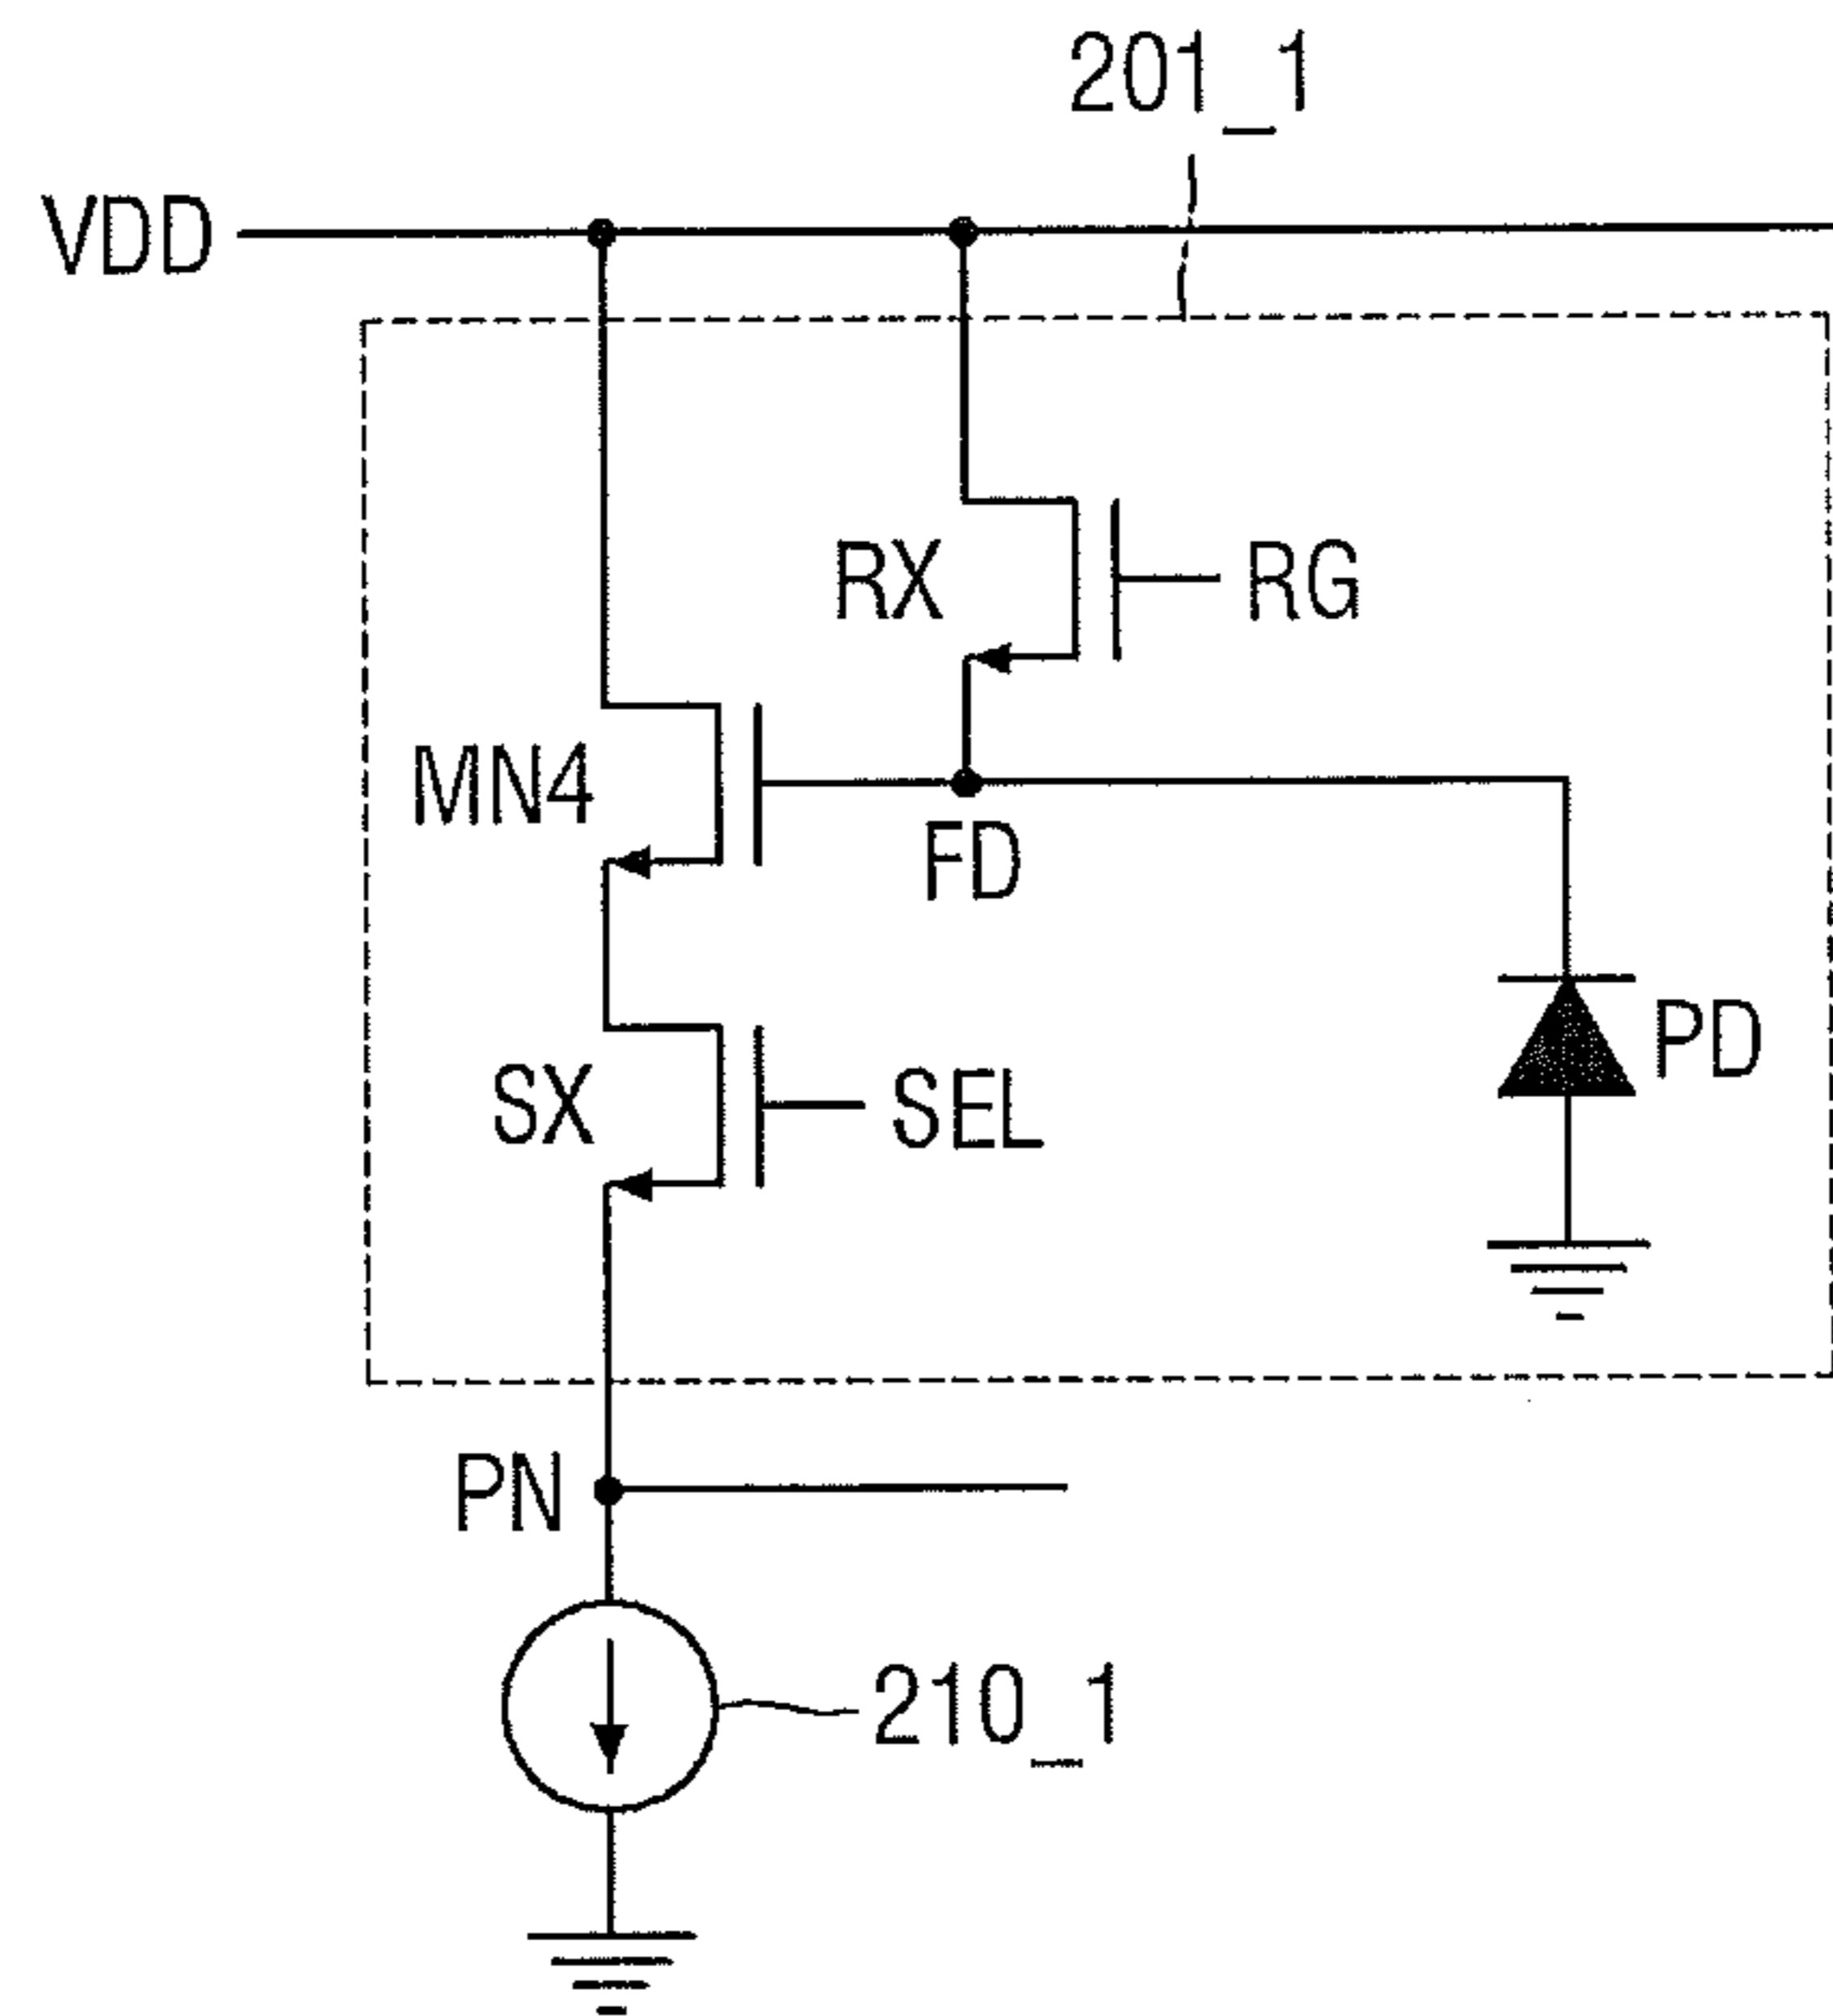 201_1
VDD
RX
RG
MN4
FD
PD
SX
SEL
PN
210_1